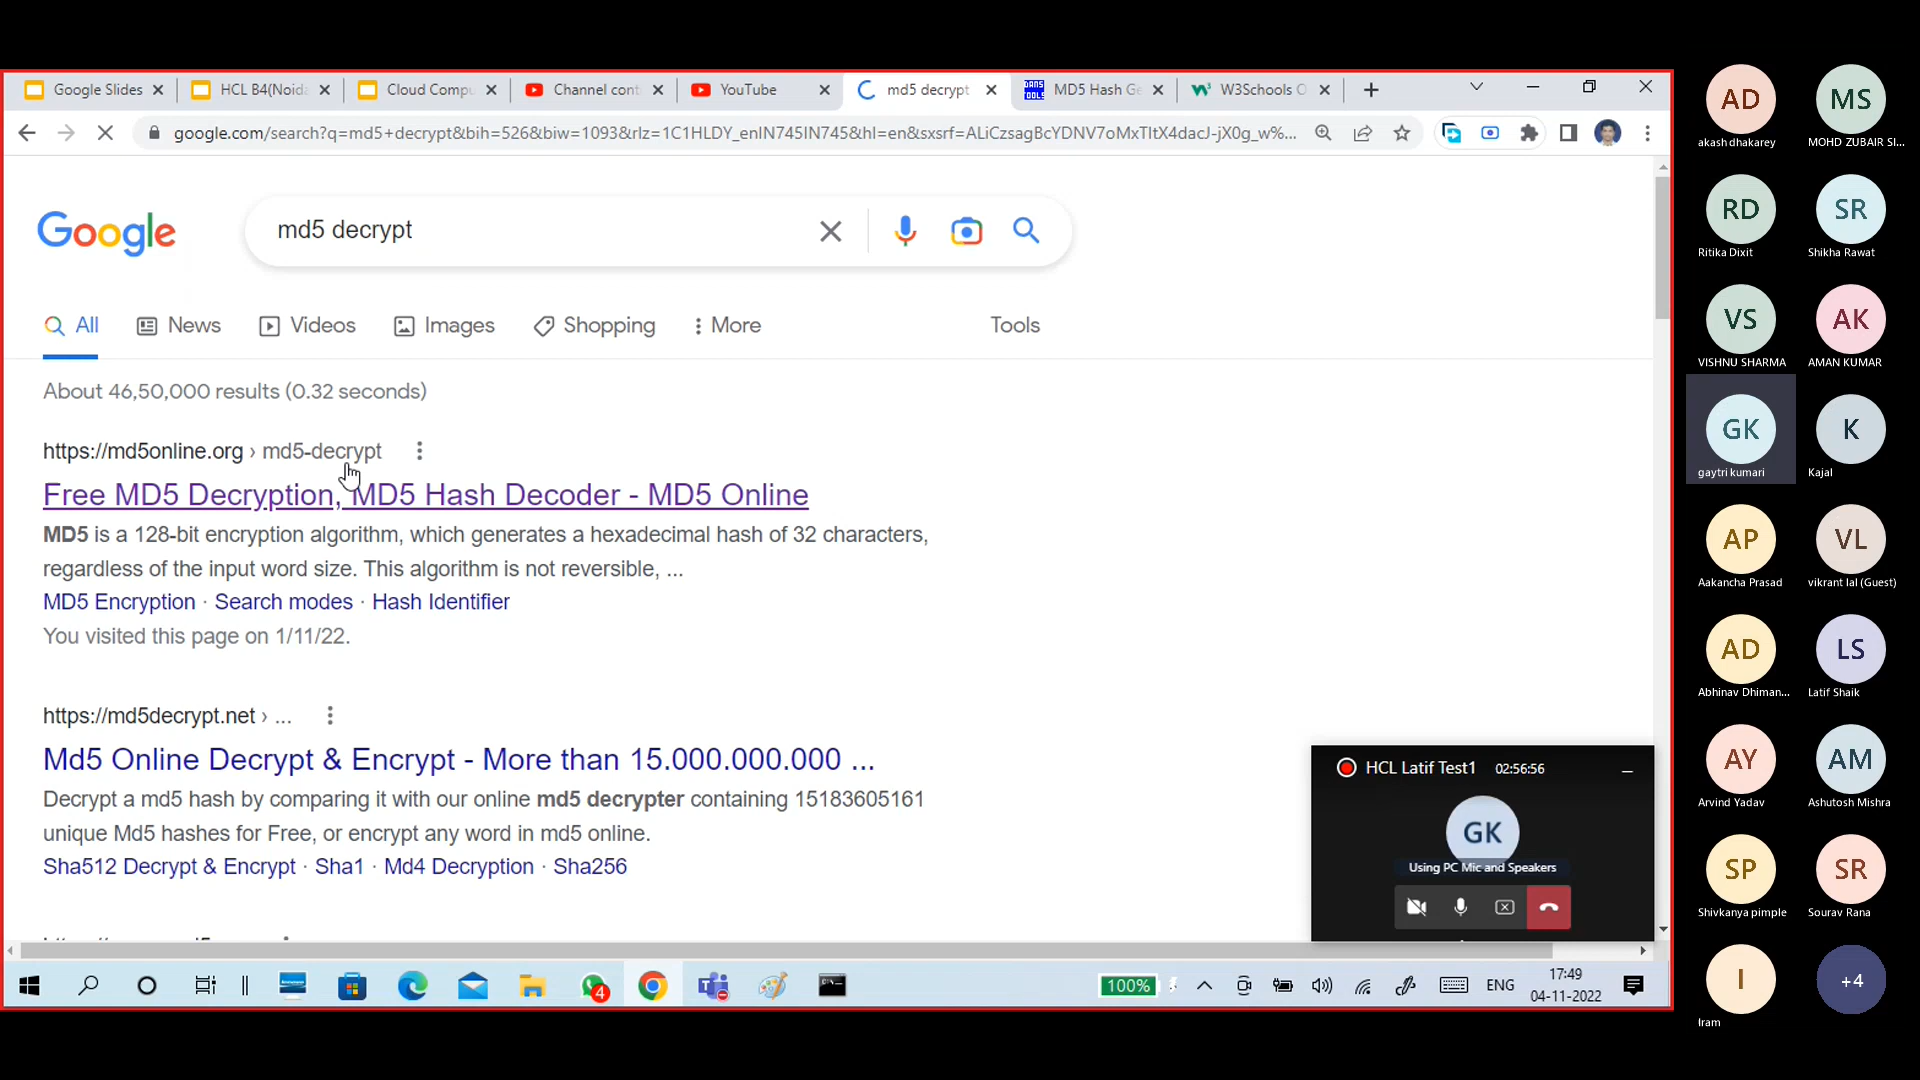 Google Slides
HCL B4(Noida
Cloud Compu
Channel cont
YouTube
md5 decrypt
MD5 Hash Ge
W3Schools O
google.com/search?q=md5+decrypt&bih=526&biw=1093&rlz=1C1HLDY_enIN745IN745&hl=en&sxsrf=ALiCzsagBcYDNV7oMxTItX4dacJ-jX0g_w%...
Google
md5 decrypt
All
News
Videos
Images
Shopping
More
Tools
About 46,50,000 results (0.32 seconds)
https://md5online.org › md5-decrypt
Free MD5 Decryption, MD5 Hash Decoder - MD5 Online
MD5 is a 128-bit encryption algorithm, which generates a hexadecimal hash of 32 characters,
regardless of the input word size. This algorithm is not reversible, ...
MD5 Encryption · Search modes · Hash Identifier
You visited this page on 1/11/22.
https://md5decrypt.net › ...
Md5 Online Decrypt & Encrypt - More than 15.000.000.000 ...
Decrypt a md5 hash by comparing it with our online md5 decrypter containing 15183605161
unique Md5 hashes for Free, or encrypt any word in md5 online.
Sha512 Decrypt & Encrypt · Sha1 · Md4 Decryption · Sha256
HCL Latif Test1 02:56:56
GK
Using PC Mic and Speakers
4
100%
ENG
17:49
04-11-2022
AD
akash dhakarey
MS
MOHD ZUBAIR SI...
RD
Ritika Dixit
SR
Shikha Rawat
VS
VISHNU SHARMA
AK
AMAN KUMAR
GK
gaytri kumari
K
Kajal
AP
Aakancha Prasad
VL
vikrant lal (Guest)
AD
Abhinav Dhiman...
LS
Latif Shaik
AY
Arvind Yadav
AM
Ashutosh Mishra
SP
Shivkanya pimple
SR
Sourav Rana
I
Iram
+4